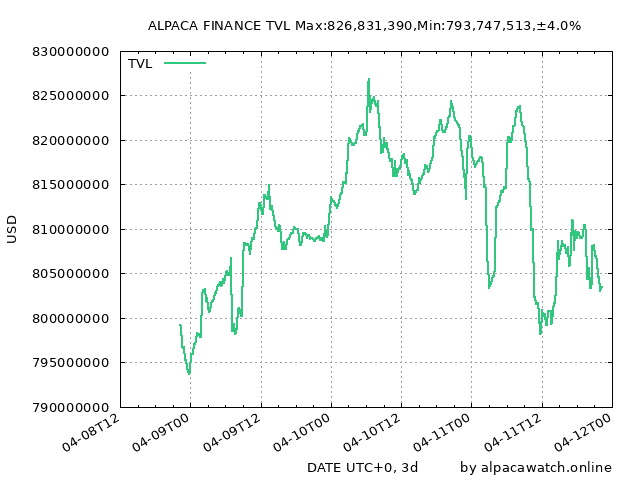 ALPACA FINANCE TVL Max:826,831,390,Min:793,747,513,±4.0%
830000000
TVL
825000000
820000000
815000000
810000000
USD
805000000
800000000
795000000
790000000
04-08T12
04-09T00
04-09T12
04-10T00
04-10T12
04-11T00
04-11T12
04-12T00
DATE UTC+0, 3d
by alpacawatch.online